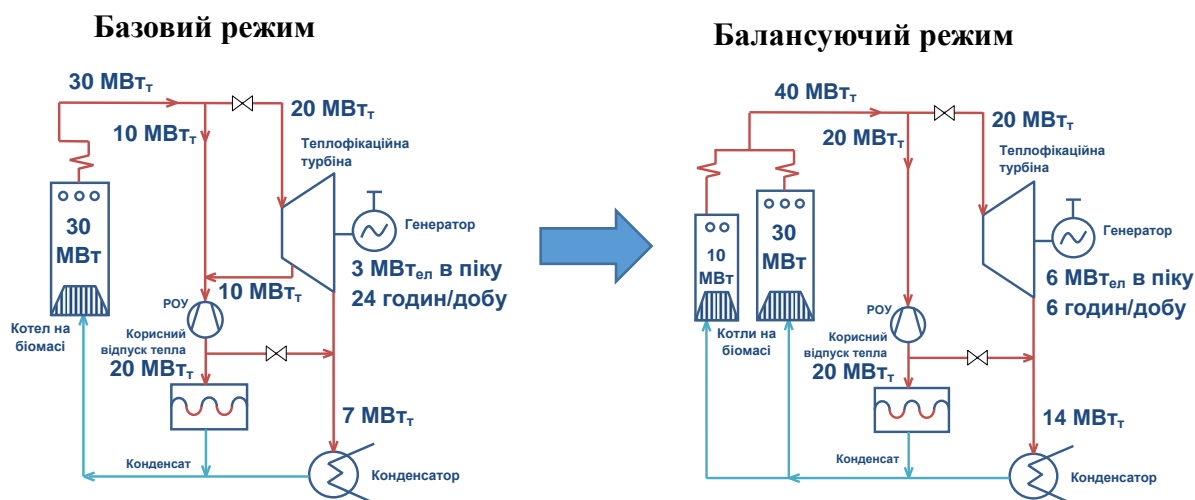 Базовий режим
30 МВтт
20 МВтт
10 МВтт
Теплофікаційна
турбіна
30
МВт
Генератор
3 МВтел в піку
24 годин/добу
10 МВтт
РОУ
Котел на
біомасі
Корисний
відпуск тепла
20 МВтт
7 МВтт
Конденсат
Конденсатор
Балансуючий режим
40 МВтт
20 МВтт
20 МВтт
Теплофікаційна
турбіна
10
МВт
30
МВт
Генератор
6 МВтел в піку
6 годин/добу
РОУ
Котли на
біомасі
Корисний
відпуск тепла
20 МВтт
14 МВтт
Конденсат
Конденсатор